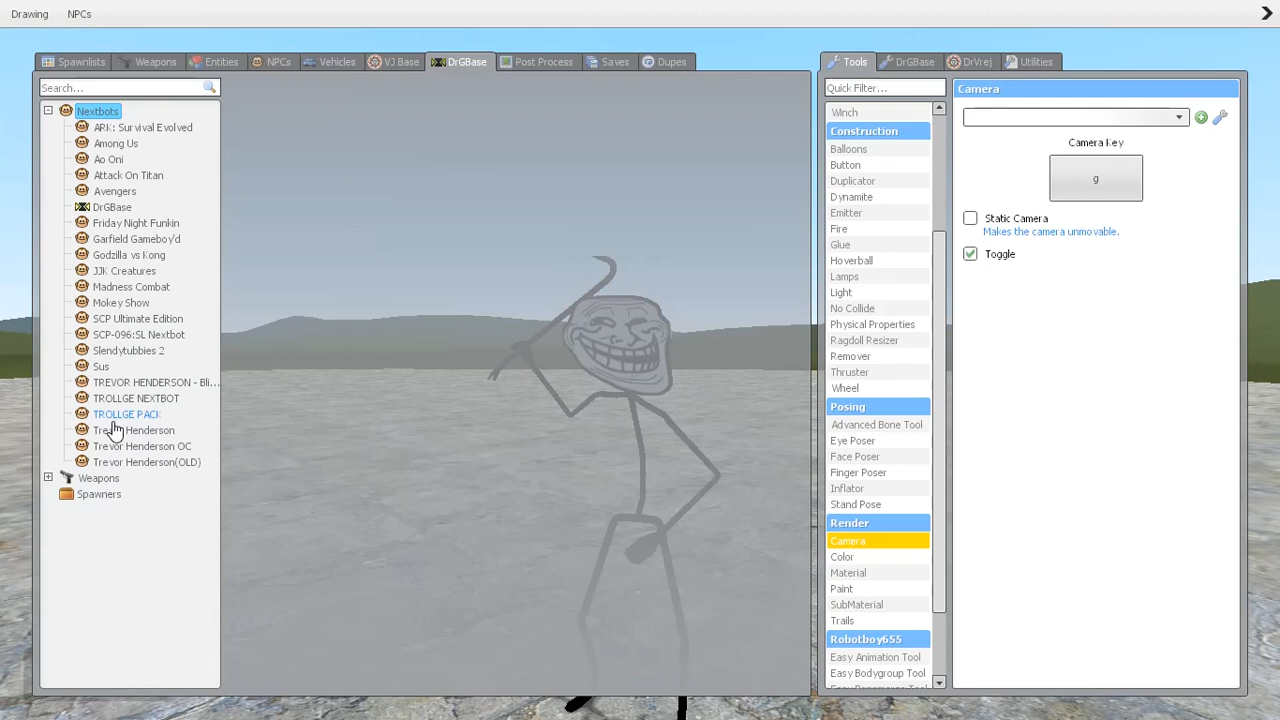 Drawing NPCs
Spawnlists Weapons Entities NPCs Vehicles VJ Base DrGBase Post Process Saves Dupes
Search...
Nextbots
ARK: Survival Evolved
Among Us
Ao Oni
Attack On Titan
Avengers
DrGBase
Friday Night Funkin
Garfield Gameboy'd
Godzilla vs Kong
JJK Creatures
Madness Combat
Mokey Show
SCP Ultimate Edition
SCP-096:SL Nextbot
Slendytubbies 2
Sus
TREVOR HENDERSON - Bli...
TROLLGE NEXTBOT
TROLLGE PACK
Trevor Henderson
Trevor Henderson OC
Trevor Henderson(OLD)
Weapons
Spawners
Tools DrGBase DrVrej Utilities
Quick Filter...
Winch
Construction
Balloons
Button
Duplicator
Dynamite
Emitter
Fire
Glue
Hoverball
Lamps
Light
No Collide
Physical Properties
Ragdoll Resizer
Remover
Thruster
Wheel
Posing
Advanced Bone Tool
Eye Poser
Face Poser
Finger Poser
Inflator
Stand Pose
Render
Camera
Color
Material
Paint
SubMaterial
Trails
Robotboy655
Easy Animation Tool
Easy Bodygroup Tool
Camera
Camera Key
g
Static Camera
Makes the camera unmovable.
Toggle